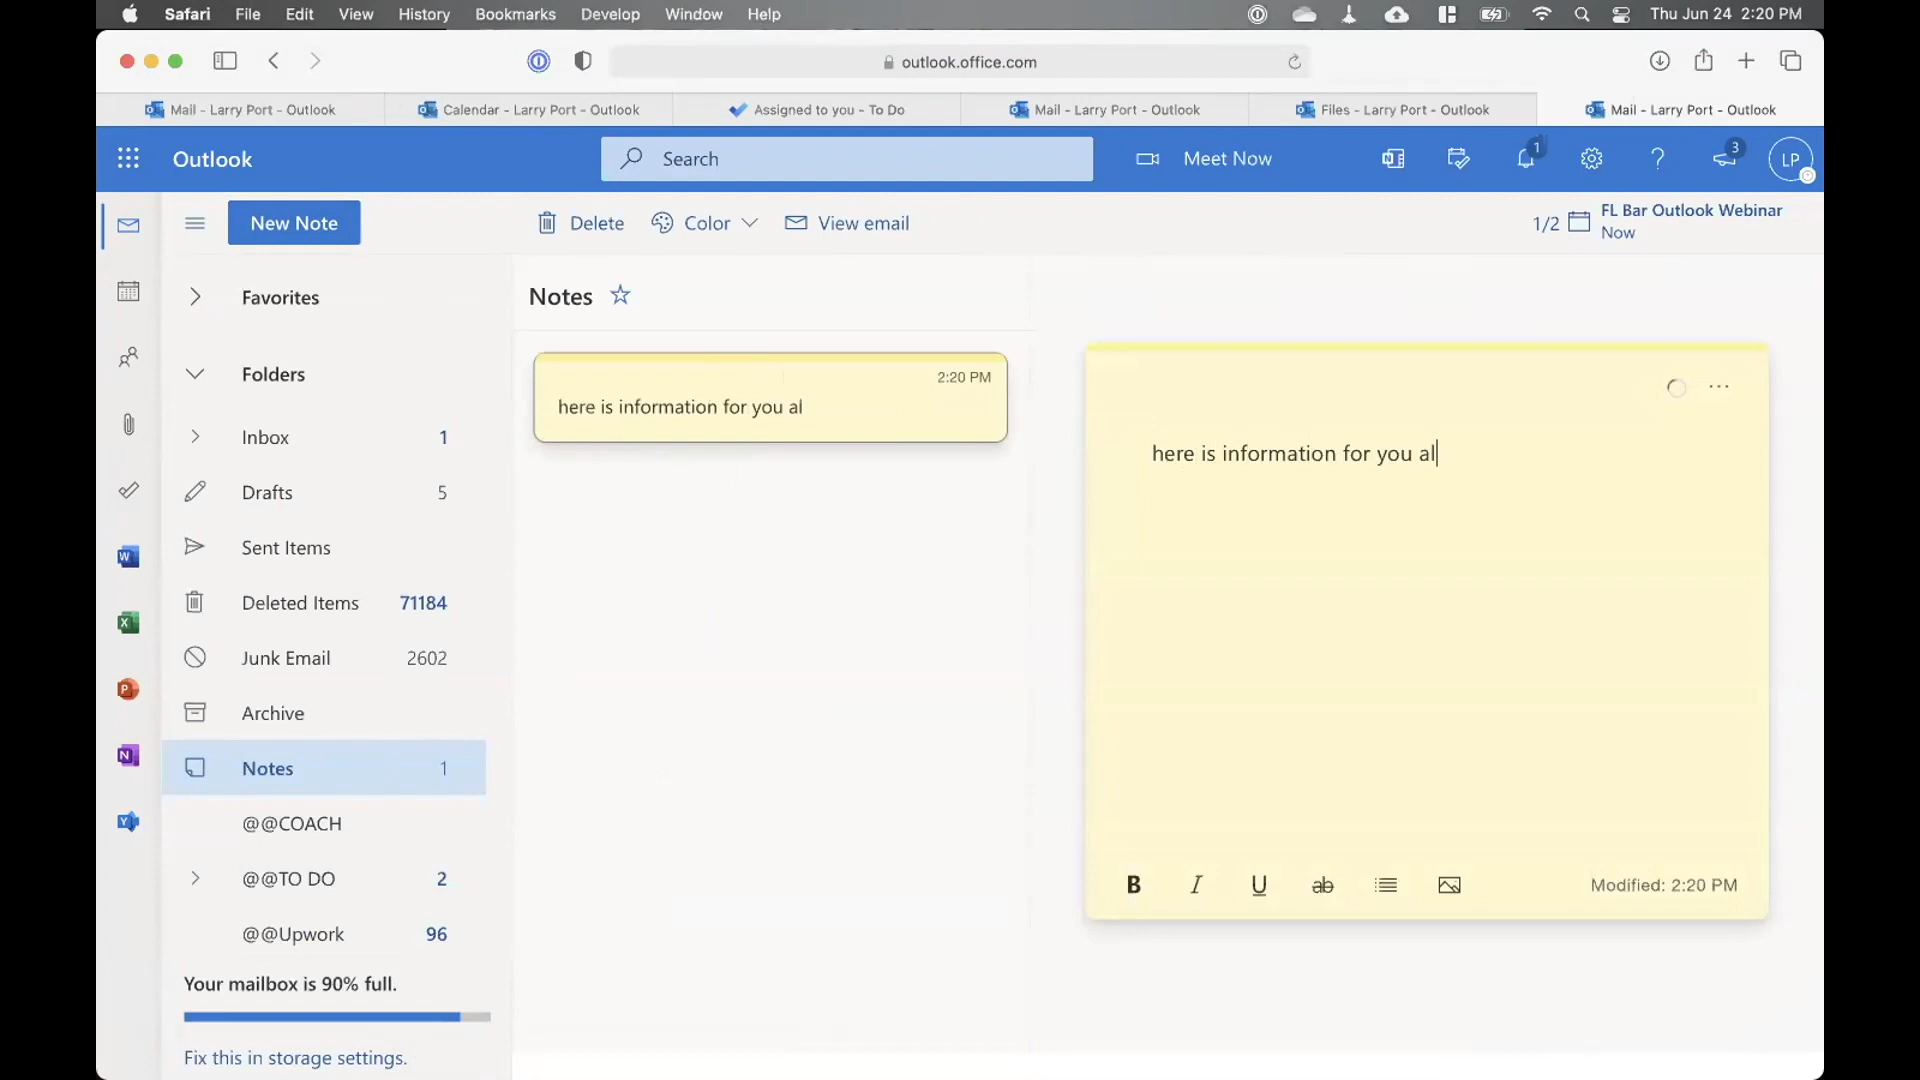 Safari File Edit View History Bookmarks Develop Window Help Thu Jun 24 2:20 PM
outlook.office.com
Mail - Larry Port - Outlook Calendar - Larry Port - Outlook Assigned to you - To Do Mail - Larry Port - Outlook Files - Larry Port - Outlook Mail - Larry Port - Outlook
Outlook Search Meet Now 1 3 LP
New Note Delete Color View email 1/2 FL Bar Outlook Webinar
Now
Favorites
Folders
Inbox 1
Drafts 5
Sent Items
Deleted Items 71184
Junk Email 2602
Archive
Notes 1
@@COACH
@@TO DO 2
@@Upwork 96
Your mailbox is 90% full.
Fix this in storage settings.
Notes
2:20 PM
here is information for you al
here is information for you al
B I U ab Modified: 2:20 PM